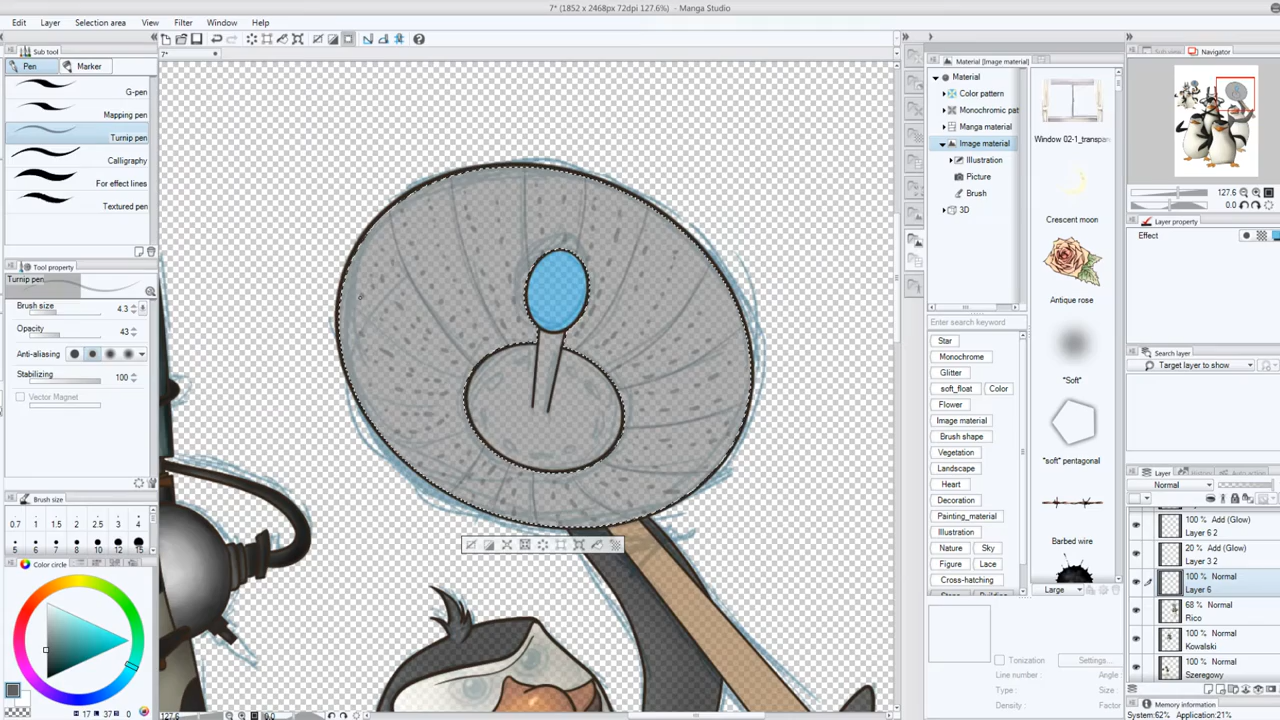 7* (1852 x 2468px 72dpi 127.6%) - Manga Studio
Edit Layer Selection area View Filter Window Help
7*
Sub tool
Pen Marker
G-pen
Mapping pen
Turnip pen
Calligraphy
For effect lines
Textured pen
Tool property
Turnip pen
Brush size 4.3
Opacity 43
Anti-aliasing
Stabilizing 100
Vector Magnet
Brush size
0.7 1 1.5 2 2.5 3 4
5 6 7 8 10 12 15
Color circle
17 37 0
127.6 0.0
Material [Image material]
Material
Color pattern
Monochromic pat
Manga material
Image material
Illustration
Picture
Brush
3D
Enter search keyword
Star
Monochrome
Glitter
soft_float Color
Flower
Image material
Brush shape
Vegetation
Landscape
Heart
Decoration
Painting_material
Illustration
Nature Sky
Figure Lace
Cross-hatching
Window 02-1_transpa
Crescent moon
Antique rose
"Soft"
"soft" pentagonal
Barbed wire
Large
Tonization Settings...
Line number : Angle
Type : Size :
Density : Factor
Navigator
127.6
0.0
Layer property
Effect
Search layer
Target layer to show
Layer
Normal
100 % Add (Glow)
Layer 6 2
20 % Add (Glow)
Layer 3 2
100 % Normal
Layer 6
68 % Normal
Rico
100 % Normal
Kowalski
100 % Normal
Szeregowy
Memory information
System:62% Application:21%